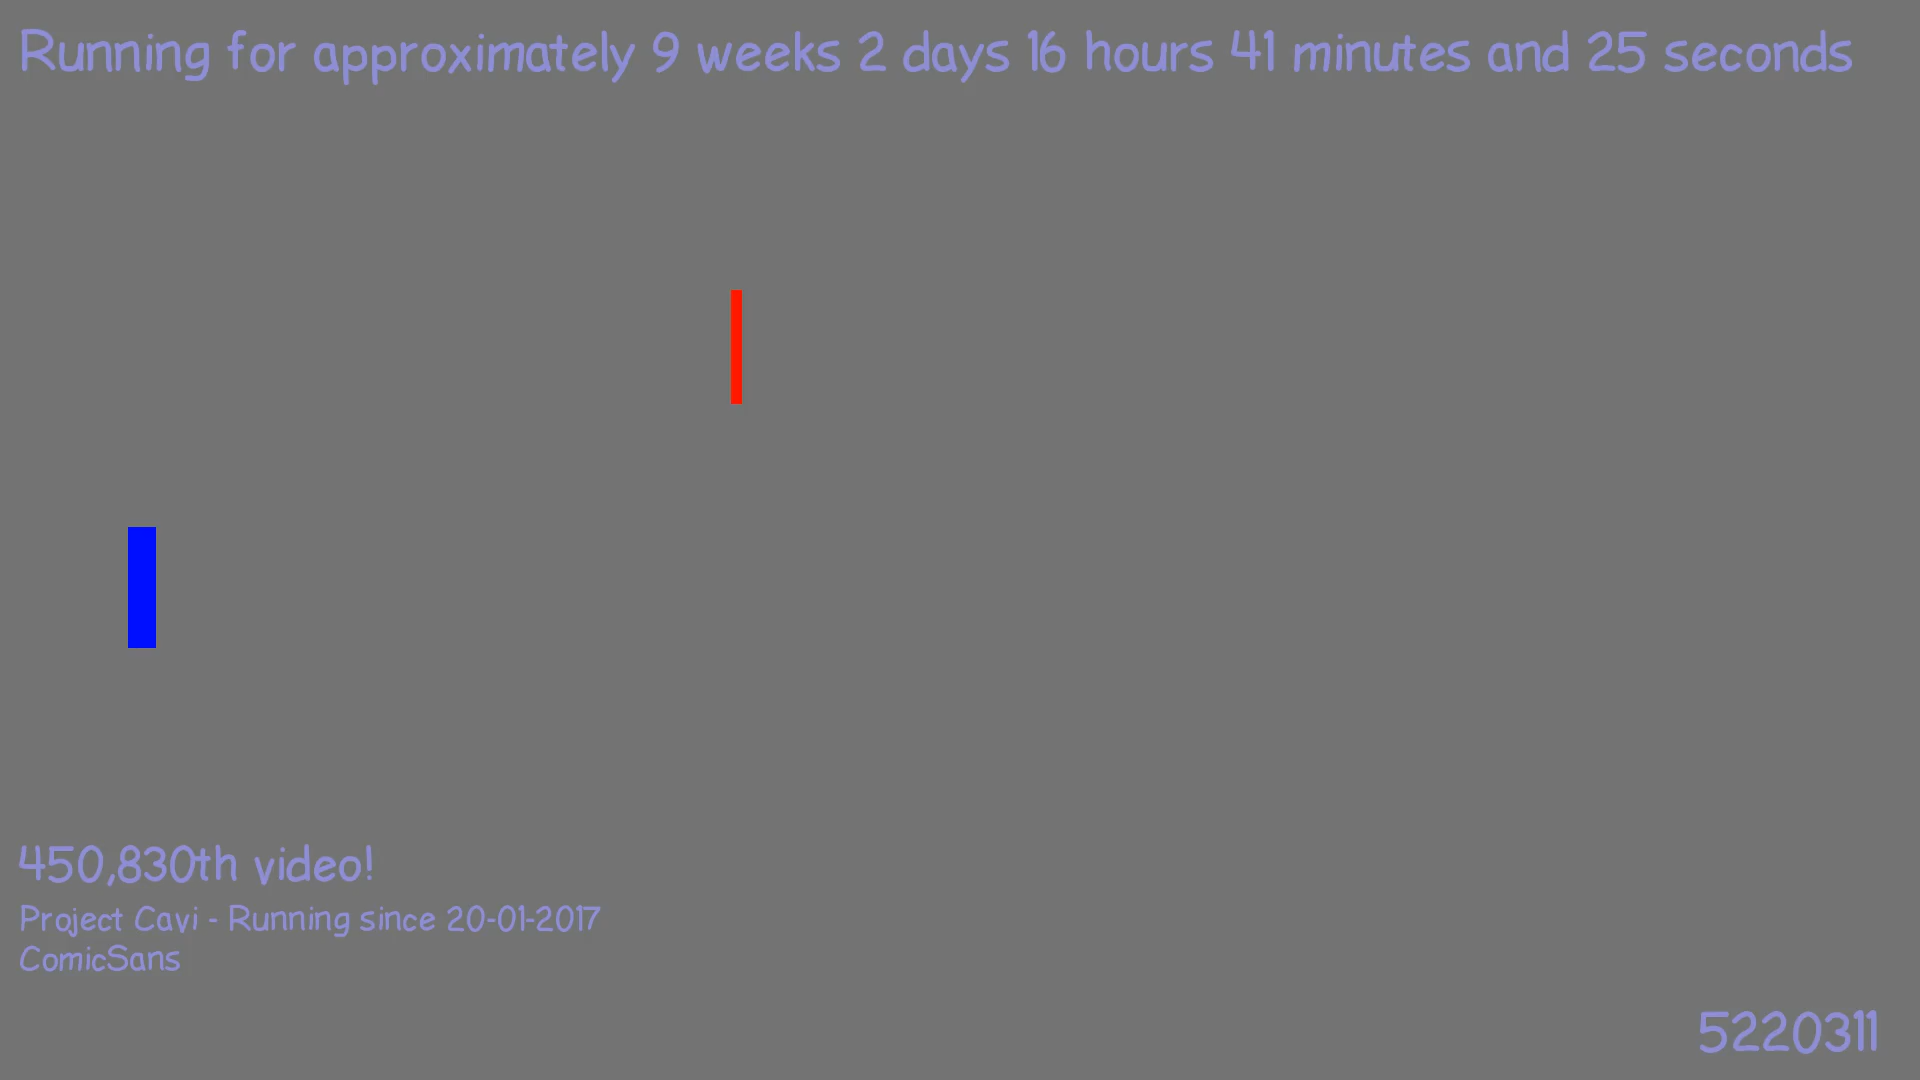 Running for approximately 9 weeks 2 days 16 hours 41 minutes and 25 seconds
450,830th video!
Project Cavi - Running since 20-01-2017
ComicSans
5220311